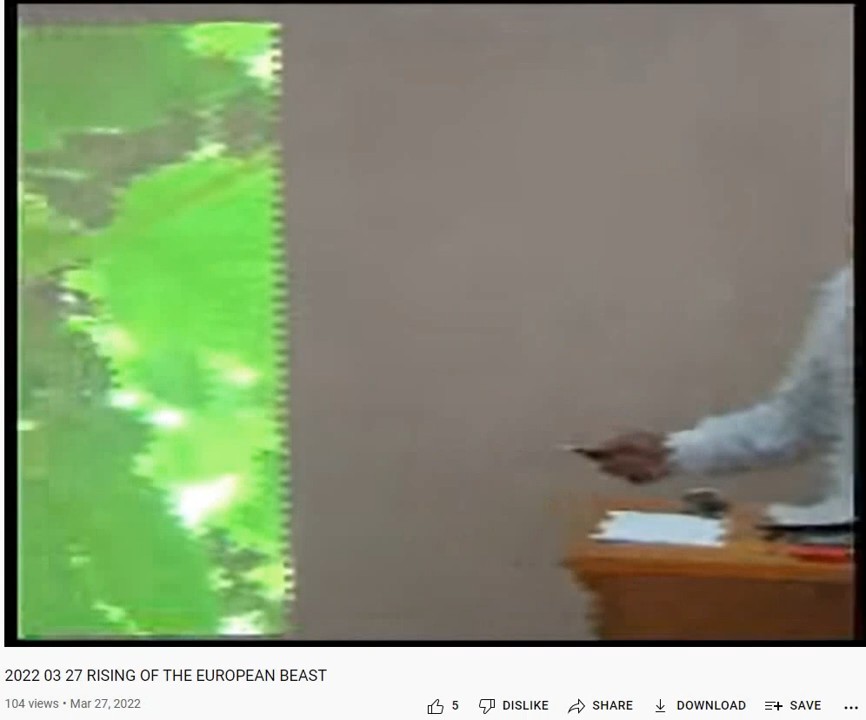 2022 03 27 RISING OF THE EUROPEAN BEAST
104 views • Mar 27, 2022 5 DISLIKE SHARE DOWNLOAD SAVE ...